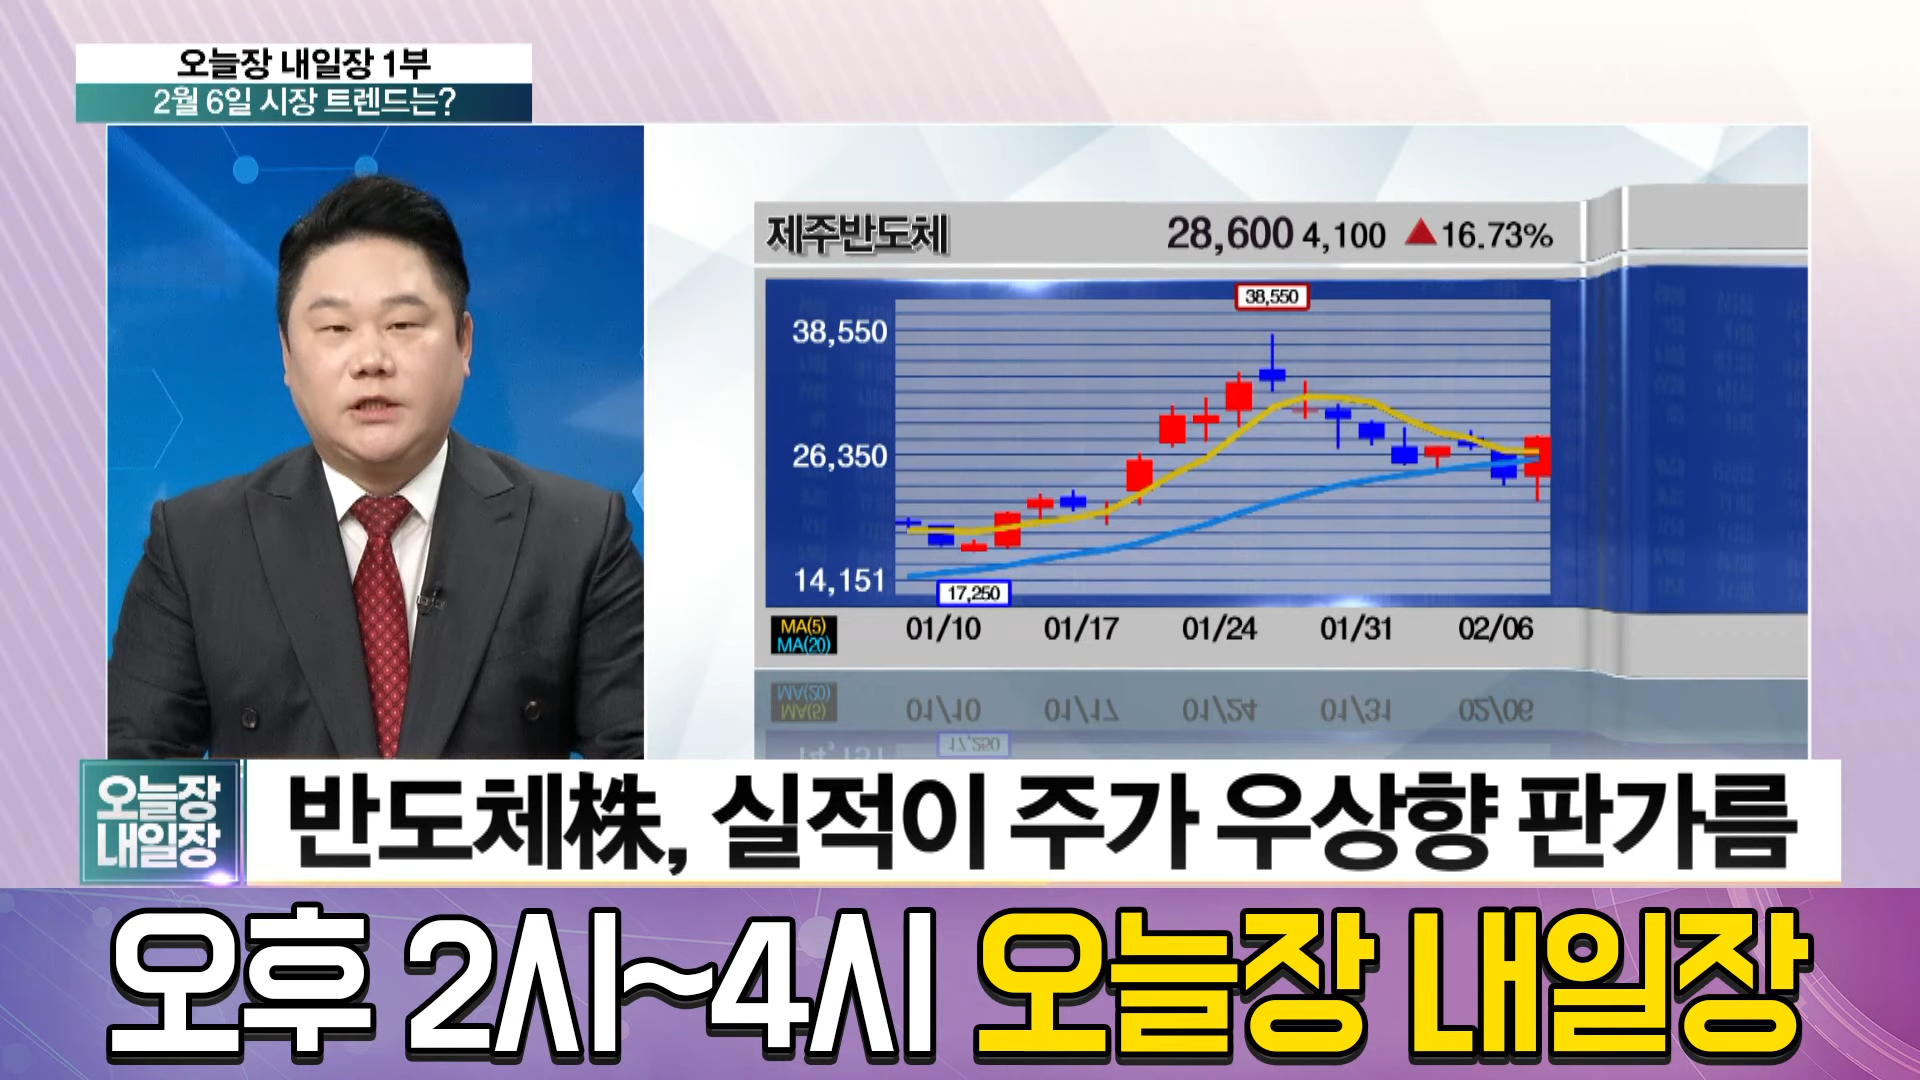 오늘장 내일장 1부
2월 6일 시장 트렌드는?
제주반도체 28,600 4,100 ▲16.73%
38,550
38,550
26,350
14,151
17,250
MA(5)
MA(20)
01/10 01/17 01/24 01/31 02/06
오늘장
내일장
반도체株, 실적이 주가 우상향 판가름
오후 2시~4시 오늘장 내일장